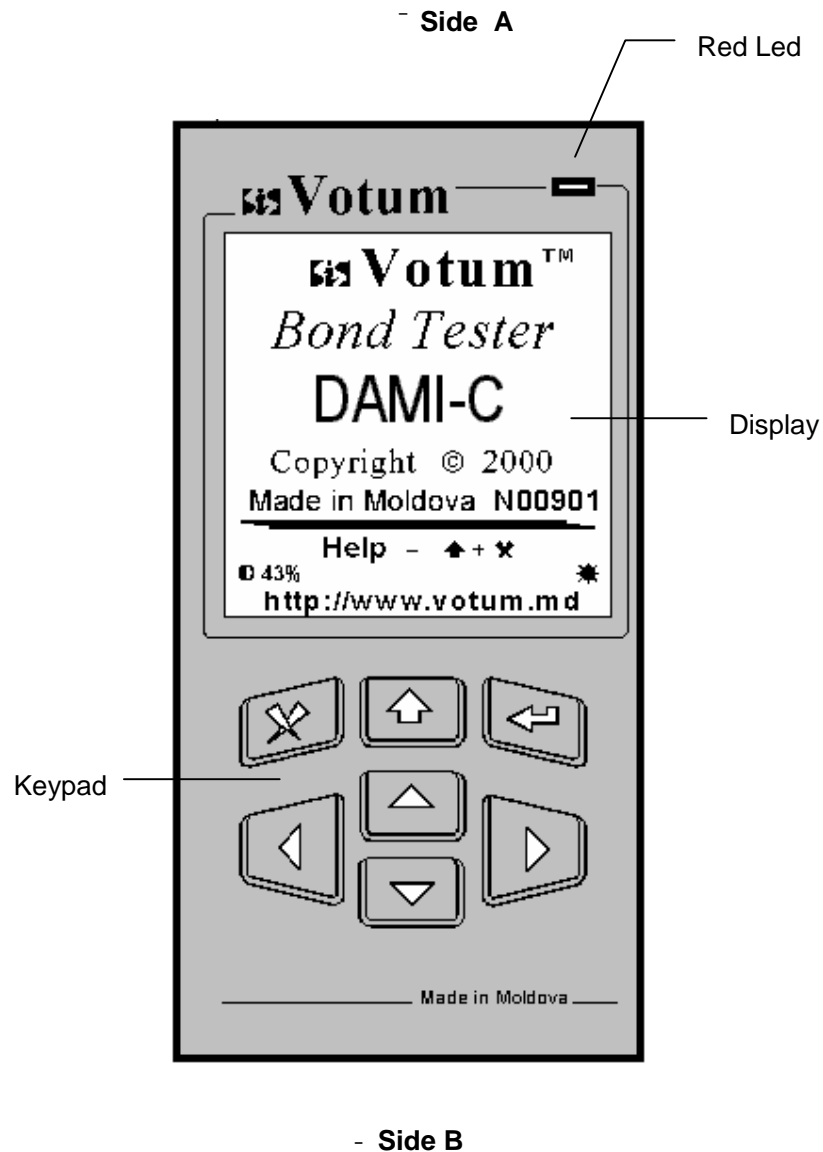 - Side A
Red Led
Votum
Votum™
Bond Tester
DAMI-C
Display
Copyright © 2000
Made in Moldova N00901
Help -  +
43%
http://www.votum.md
Keypad
Made in Moldova
- Side B